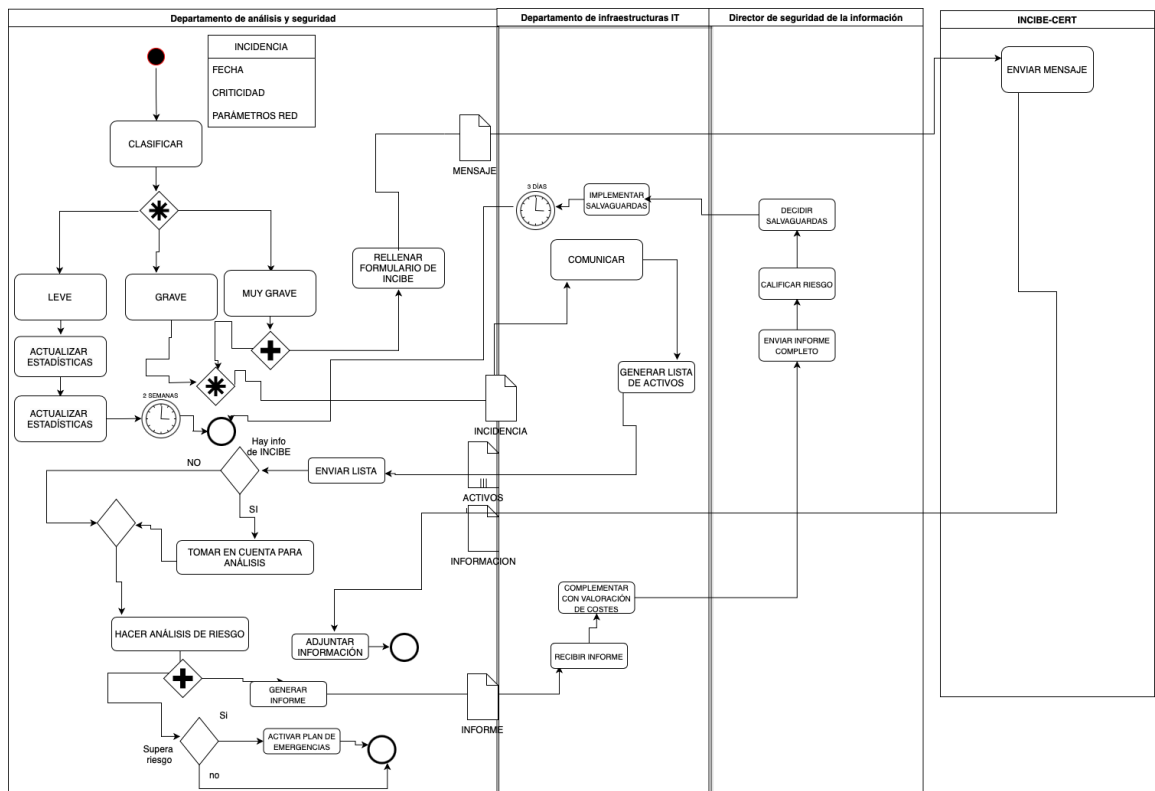 Departamento de análisis y seguridad
Departamento de infraestructuras IT
Director de seguridad de la información
INCIBE-CERT
INCIDENCIA
FECHA
CRITICIDAD
PARÁMETROS RED
ENVIAR MENSAJE
CLASIFICAR
MENSAJE
3 DÍAS
IMPLEMENTAR
SALVAGUARDAS
DECIDIR
SALVAGUARDAS
RELLENAR
FORMULARIO DE
INCIBE
COMUNICAR
CALIFICAR RIESGO
LEVE
GRAVE
MUY GRAVE
ENVIAR INFORME
COMPLETO
ACTUALIZAR
ESTADÍSTICAS
GENERAR LISTA
DE ACTIVOS
ACTUALIZAR
ESTADÍSTICAS
2 SEMANAS
INCIDENCIA
Hay info
de INCIBE
NO
ENVIAR LISTA
ACTIVOS
SI
TOMAR EN CUENTA PARA
ANÁLISIS
INFORMACION
COMPLEMENTAR
CON VALORACIÓN
DE COSTES
HACER ANÁLISIS DE RIESGO
ADJUNTAR
INFORMACIÓN
RECIBIR INFORME
GENERAR
INFORME
INFORME
Sí
Supera
riesgo
ACTIVAR PLAN DE
EMERGENCIAS
no